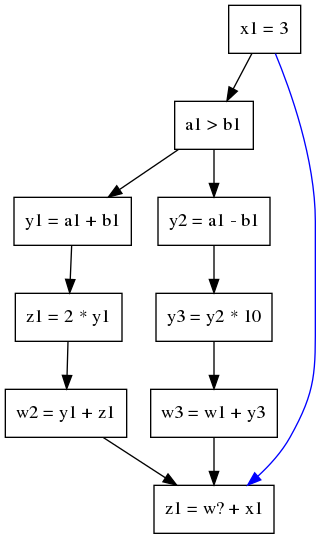 x1 = 3
a1 > b1
y1 = a1 + b1
y2 = a1 - b1
z1 = 2 * y1
y3 = y2 * 10
w2 = y1 + z1
w3 = w1 + y3
z1 = w? + x1